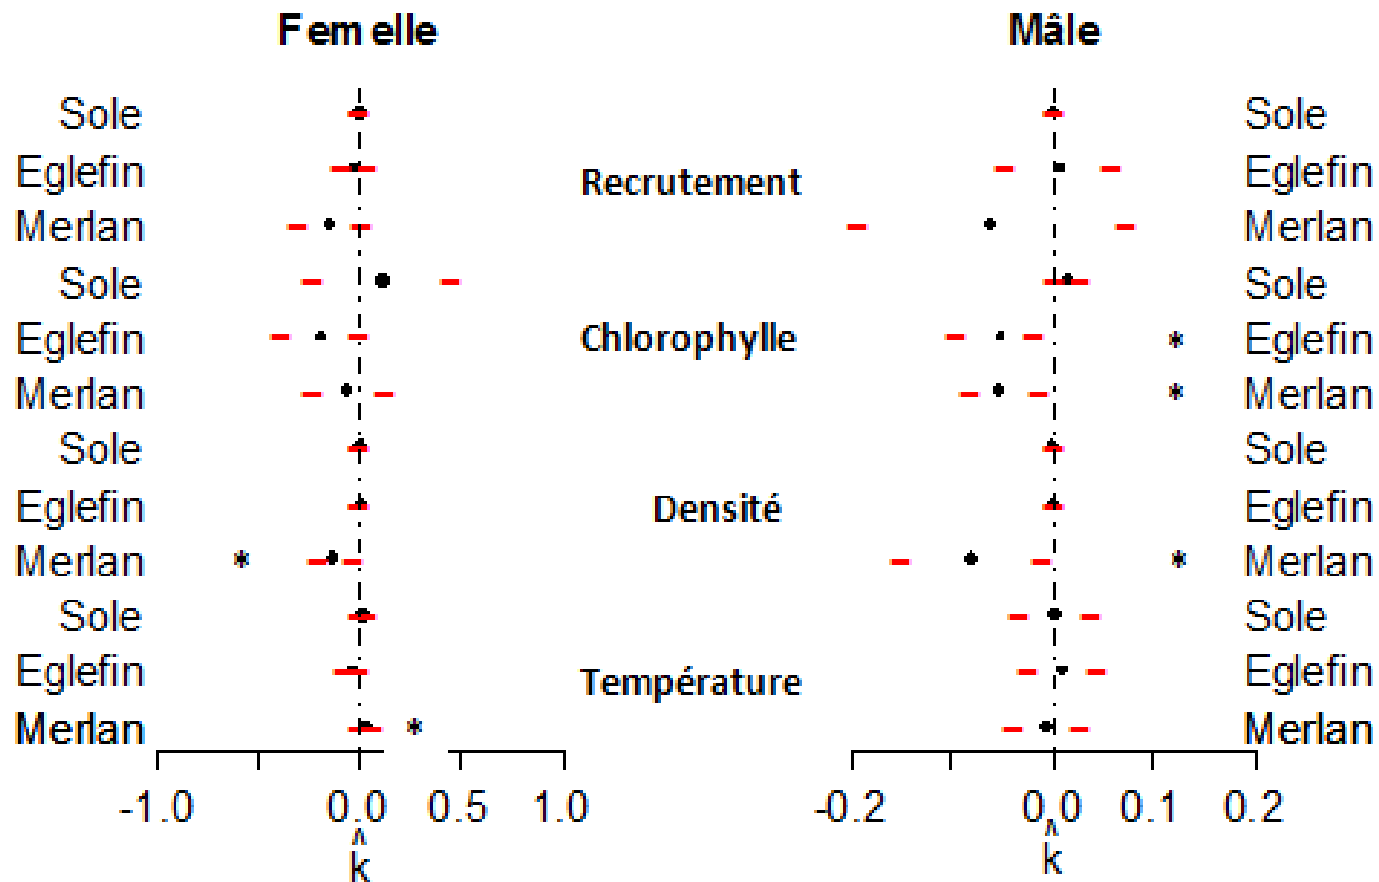 Femelle Mâle
Sole Sole
Eglefin Eglefin
Recrutement
Merlan Merlan
Sole Sole
Eglefin Chlorophylle * Eglefin
Merlan * Merlan
Sole Sole
Eglefin Densité Eglefin
Merlan * * Merlan
Sole Sole
Eglefin Eglefin
Température
Merlan * Merlan
-1.0 0.0 0.5 1.0 -0.2 0.0 0.1 0.2
k̂ k̂